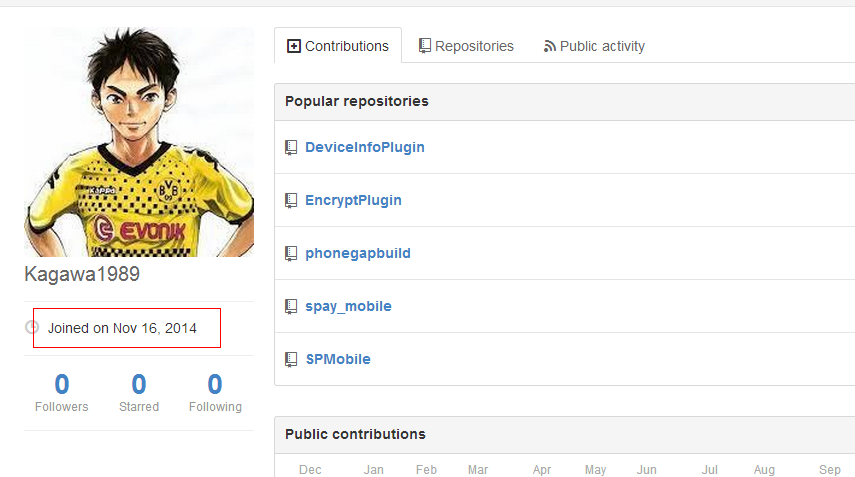 Contributions
Repositories
Public activity
Popular repositories
DeviceInfoPlugin
EncryptPlugin
phonegapbuild
spay_mobile
SPMobile
Kappa
BVB
09
EVONIK
Kagawa1989
Joined on Nov 16, 2014
0 0 0
Followers Starred Following
Public contributions
Dec Jan Feb Mar Apr May Jun Jul Aug Sep